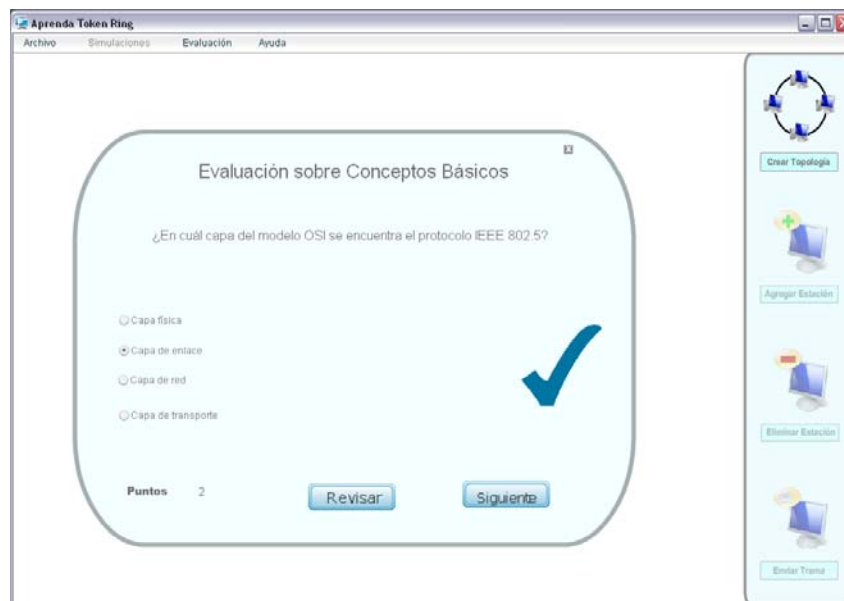 Aprenda Token Ring
Archivo Simulaciones Evaluación Ayuda
Evaluación sobre Conceptos Básicos
¿En cuál capa del modelo OSI se encuentra el protocolo IEEE 802.5?
Capa física
Capa de enlace
Capa de red
Capa de transporte
Puntos 2
Revisar
Siguiente
Crear Topología
Agregar Estación
Eliminar Estación
Enviar Trama